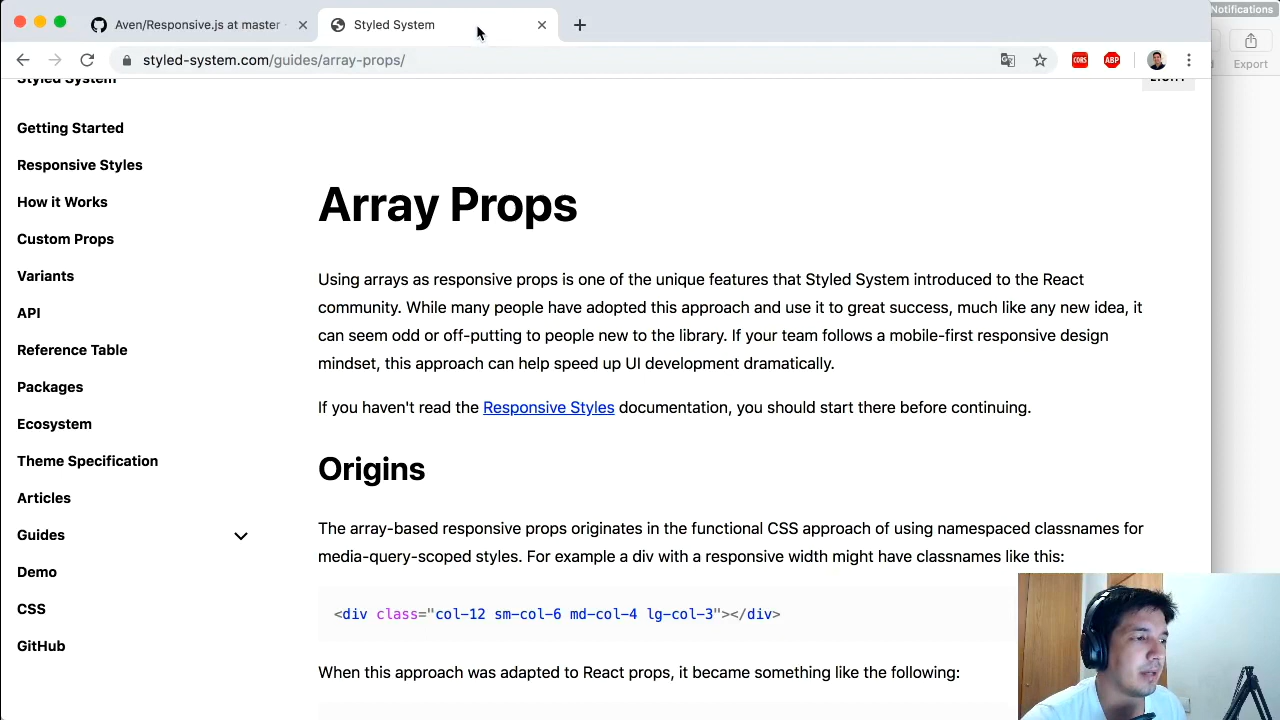 Notifications
Aven/Responsive.js at master
Styled System
styled-system.com/guides/array-props/
CORS
ABP
Export
Styled System
LIGHT
Getting Started
Responsive Styles
How it Works
Custom Props
Variants
API
Reference Table
Packages
Ecosystem
Theme Specification
Articles
Guides
Demo
CSS
GitHub
Array Props
Using arrays as responsive props is one of the unique features that Styled System introduced to the React
community. While many people have adopted this approach and use it to great success, much like any new idea, it
can seem odd or off-putting to people new to the library. If your team follows a mobile-first responsive design
mindset, this approach can help speed up UI development dramatically.
If you haven't read the Responsive Styles documentation, you should start there before continuing.
Origins
The array-based responsive props originates in the functional CSS approach of using namespaced classnames for
media-query-scoped styles. For example a div with a responsive width might have classnames like this:
<div class="col-12 sm-col-6 md-col-4 lg-col-3"></div>
When this approach was adapted to React props, it became something like the following: